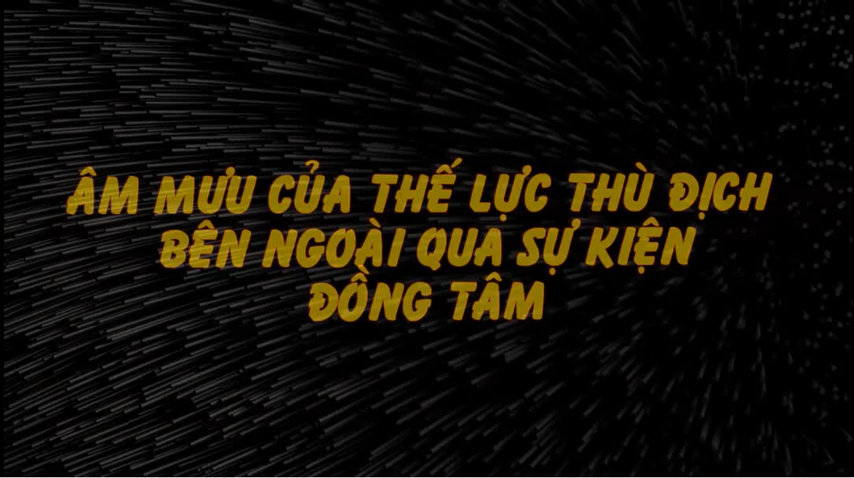 ÂM MƯU CỦA THẾ LỰC THÙ ĐỊCH
BÊN NGOÀI QUA SỰ KIỆN
ĐỒNG TÂM